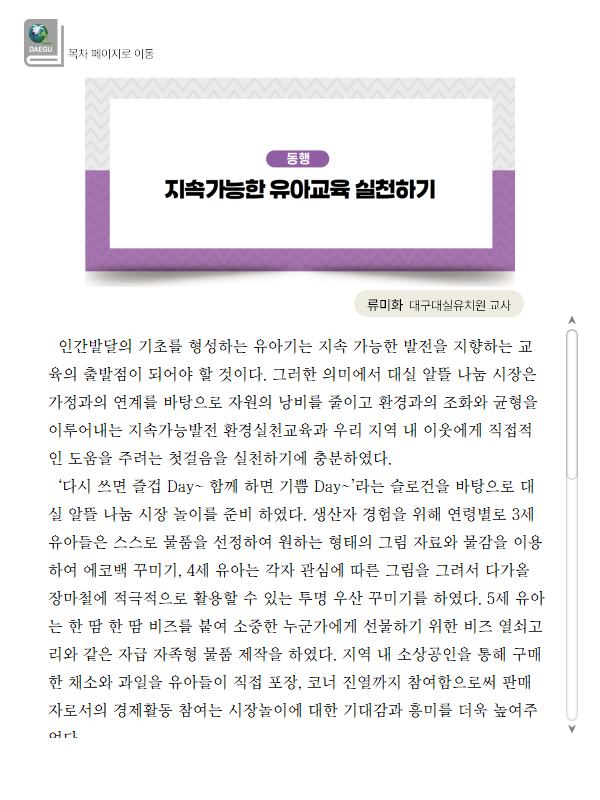 DAEGU
목차 페이지로 이동
동행
지속가능한 유아교육 실천하기
류미화 대구대실유치원 교사
인간발달의 기초를 형성하는 유아기는 지속 가능한 발전을 지향하는 교
육의 출발점이 되어야 할 것이다. 그러한 의미에서 대실 알뜰 나눔 시장은
가정과의 연계를 바탕으로 자원의 낭비를 줄이고 환경과의 조화와 균형을
이루어내는 지속가능발전 환경실천교육과 우리 지역 내 이웃에게 직접적
인 도움을 주려는 첫걸음을 실천하기에 충분하였다.
‘다시 쓰면 즐겁 Day~ 함께 하면 기쁨 Day~’라는 슬로건을 바탕으로 대
실 알뜰 나눔 시장 놀이를 준비 하였다. 생산자 경험을 위해 연령별로 3세
유아들은 스스로 물품을 선정하여 원하는 형태의 그림 자료와 물감을 이용
하여 에코백 꾸미기, 4세 유아는 각자 관심에 따른 그림을 그려서 다가올
장마철에 적극적으로 활용할 수 있는 투명 우산 꾸미기를 하였다. 5세 유아
는 한 땀 한 땀 비즈를 붙여 소중한 누군가에게 선물하기 위한 비즈 열쇠고
리와 같은 자급 자족형 물품 제작을 하였다. 지역 내 소상공인을 통해 구매
한 채소와 과일을 유아들이 직접 포장, 코너 진열까지 참여함으로써 판매
자로서의 경제활동 참여는 시장놀이에 대한 기대감과 흥미를 더욱 높여주